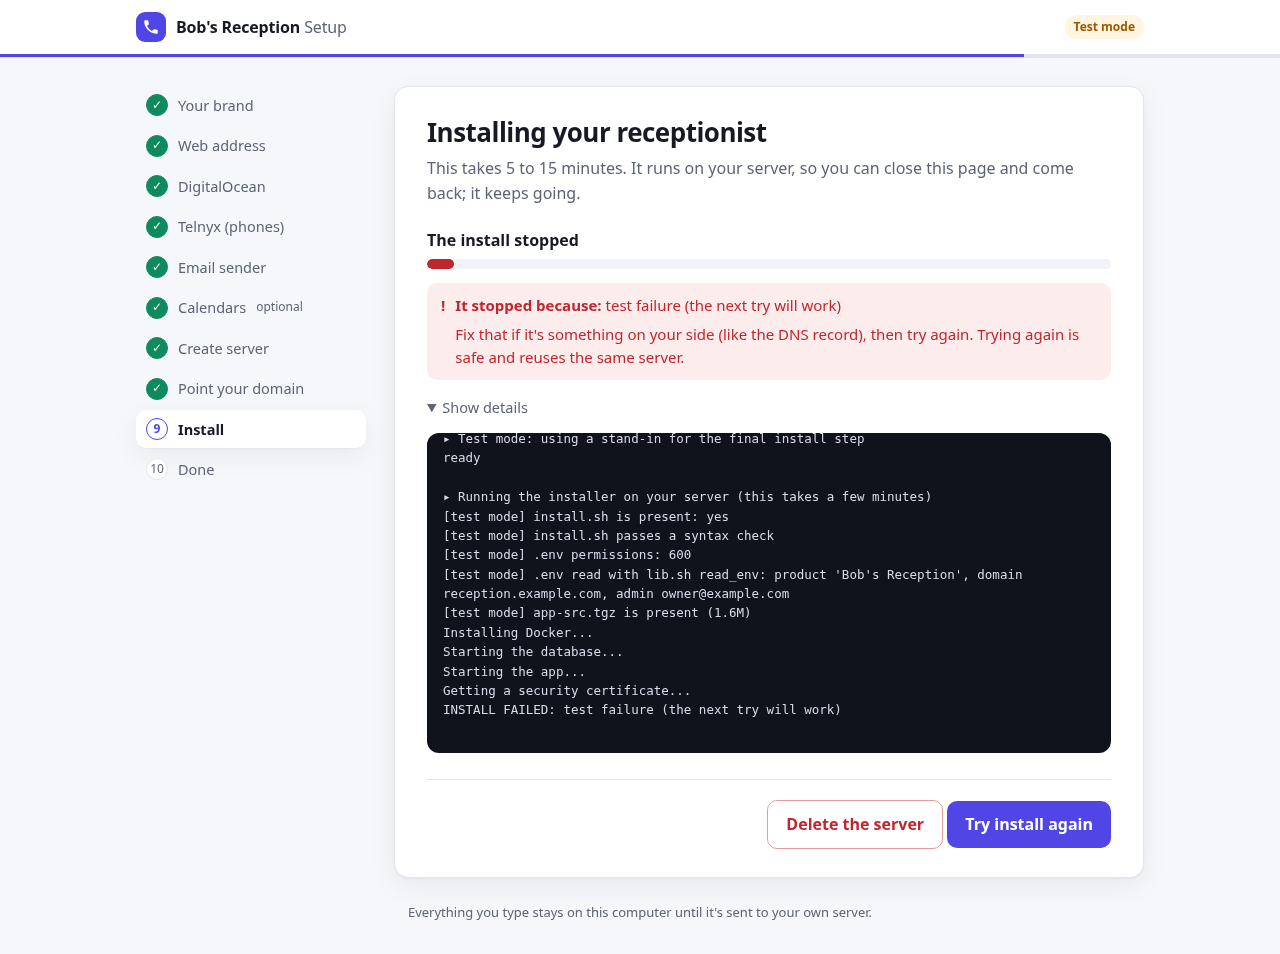 Bob's Reception Setup
Test mode
✓ Your brand
✓ Web address
✓ DigitalOcean
✓ Telnyx (phones)
✓ Email sender
✓ Calendars optional
✓ Create server
✓ Point your domain
9 Install
10 Done
Installing your receptionist
This takes 5 to 15 minutes. It runs on your server, so you can close this page and come
back; it keeps going.
The install stopped
! It stopped because: test failure (the next try will work)
Fix that if it's something on your side (like the DNS record), then try again. Trying again is
safe and reuses the same server.
▼ Show details
▸ Test mode: using a stand-in for the final install step
ready
▸ Running the installer on your server (this takes a few minutes)
[test mode] install.sh is present: yes
[test mode] install.sh passes a syntax check
[test mode] .env permissions: 600
[test mode] .env read with lib.sh read_env: product 'Bob's Reception', domain
reception.example.com, admin owner@example.com
[test mode] app-src.tgz is present (1.6M)
Installing Docker...
Starting the database...
Starting the app...
Getting a security certificate...
INSTALL FAILED: test failure (the next try will work)
Delete the server
Try install again
Everything you type stays on this computer until it's sent to your own server.